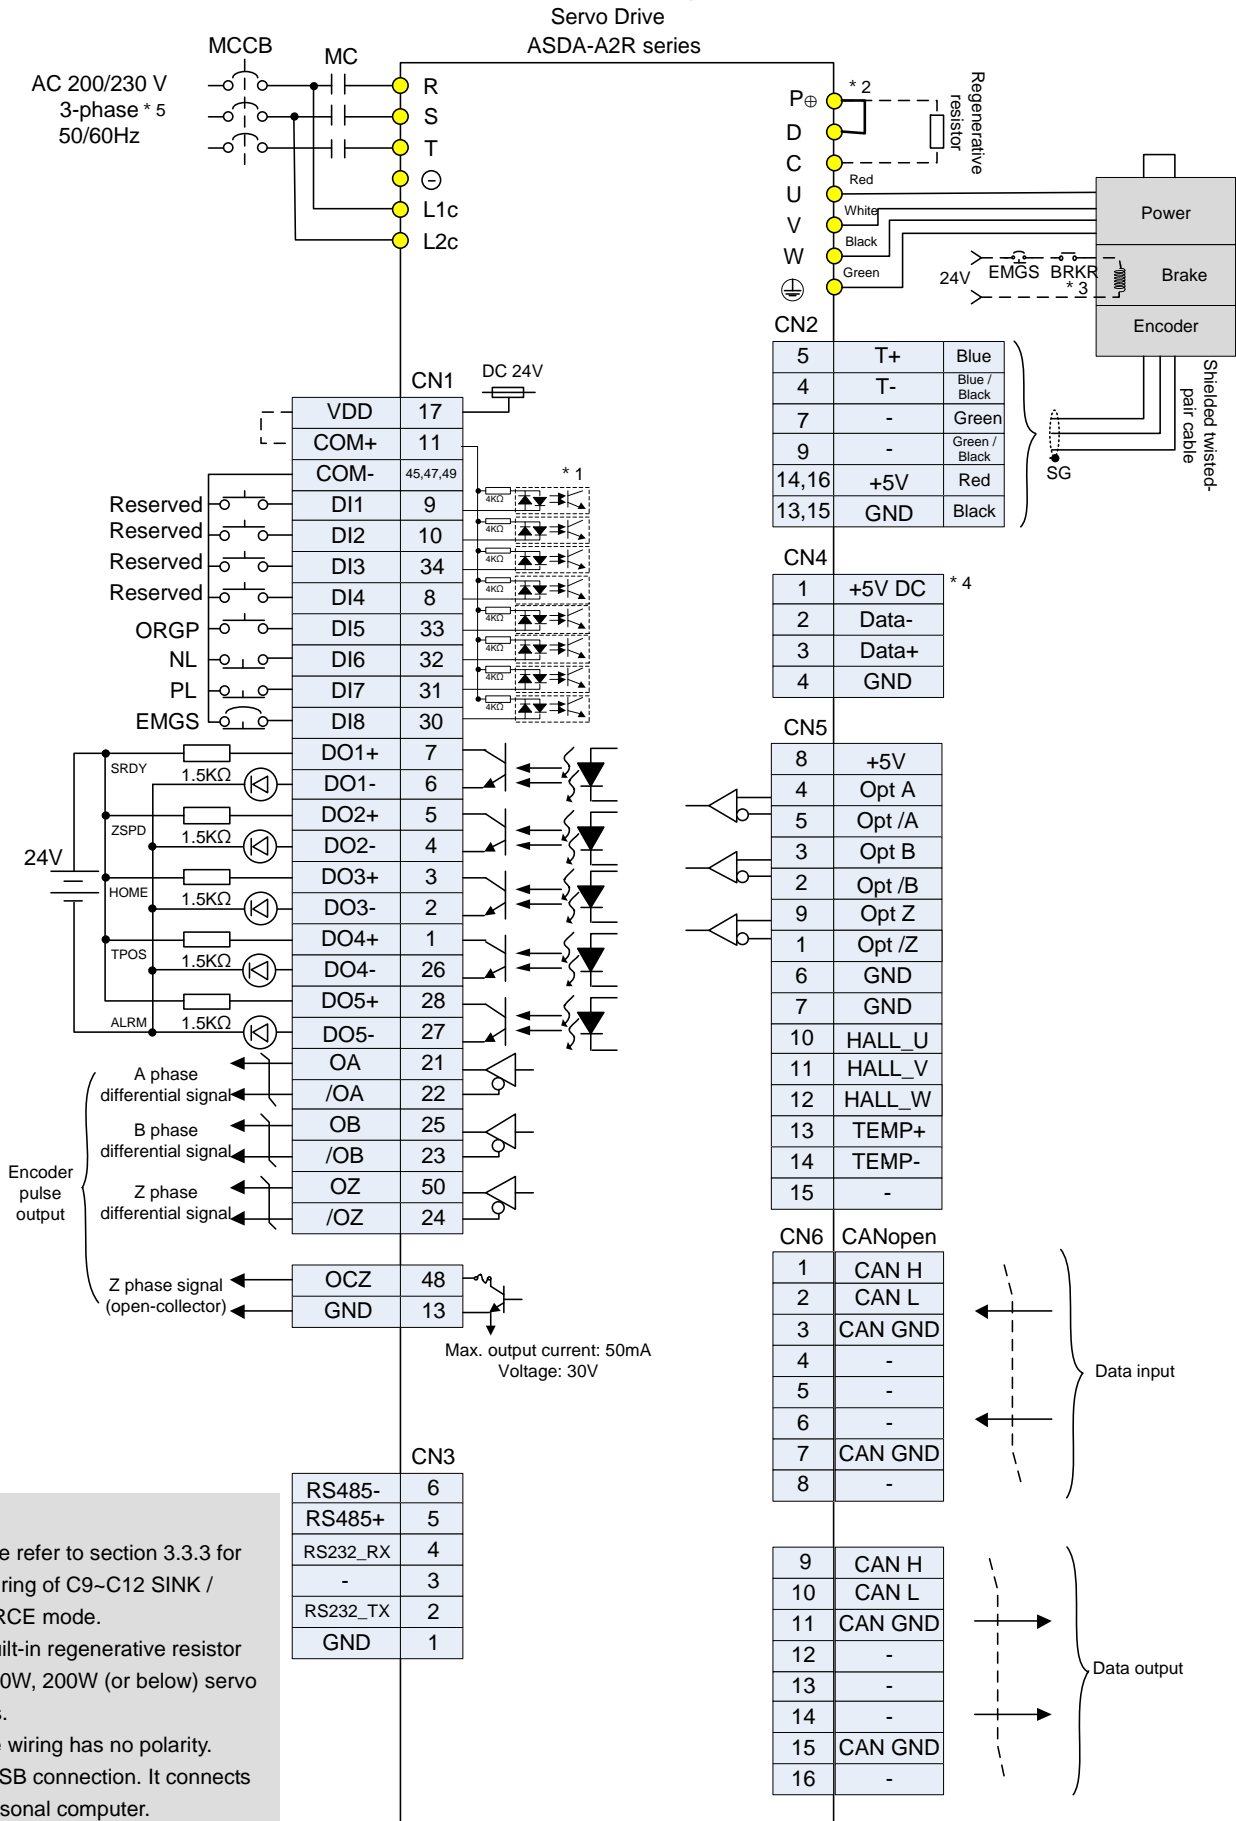 Servo Drive
ASDA-A2R series
MCCB
MC
AC 200/230 V
3-phase * 5
50/60Hz
R
S
T
⊖
L1c
L2c
P⊕
D
C
U
V
W
* 2
Regenerative
resistor
Red
White
Black
Green
Power
24V
EMGS
BRKR
* 3
Brake
Encoder
Shielded twisted-
pair cable
SG
CN1
DC 24V
VDD 17
COM+ 11
COM- 45,47,49
* 1
Reserved DI1 9 4KΩ
Reserved DI2 10 4KΩ
Reserved DI3 34 4KΩ
Reserved DI4 8 4KΩ
ORGP DI5 33 4KΩ
NL DI6 32 4KΩ
PL DI7 31 4KΩ
EMGS DI8 30 4KΩ
24V
DO1+ 7
SRDY 1.5KΩ DO1- 6
DO2+ 5
ZSPD 1.5KΩ DO2- 4
DO3+ 3
HOME 1.5KΩ DO3- 2
DO4+ 1
TPOS 1.5KΩ DO4- 26
DO5+ 28
ALRM 1.5KΩ DO5- 27
Encoder
pulse
output
A phase
differential signal
OA 21
/OA 22
B phase
differential signal
OB 25
/OB 23
Z phase
differential signal
OZ 50
/OZ 24
Z phase signal
(open-collector)
OCZ 48
GND 13
Max. output current: 50mA
Voltage: 30V
CN3
RS485- 6
RS485+ 5
RS232_RX 4
- 3
RS232_TX 2
GND 1
CN2
5 T+ Blue
4 T- Blue /
Black
7 - Green
9 - Green /
Black
14,16 +5V Red
13,15 GND Black
CN4
1 +5V DC * 4
2 Data-
3 Data+
4 GND
CN5
8 +5V
4 Opt A
5 Opt /A
3 Opt B
2 Opt /B
9 Opt Z
1 Opt /Z
6 GND
7 GND
10 HALL_U
11 HALL_V
12 HALL_W
13 TEMP+
14 TEMP-
15 -
CN6 CANopen
1 CAN H
2 CAN L
3 CAN GND
4 -
5 -
6 -
7 CAN GND
8 -
Data input
9 CAN H
10 CAN L
11 CAN GND
12 -
13 -
14 -
15 CAN GND
16 -
Data output
e refer to section 3.3.3 for
ring of C9~C12 SINK /
RCE mode.
uilt-in regenerative resistor
0W, 200W (or below) servo
s.
e wiring has no polarity.
SB connection. It connects
sonal computer.